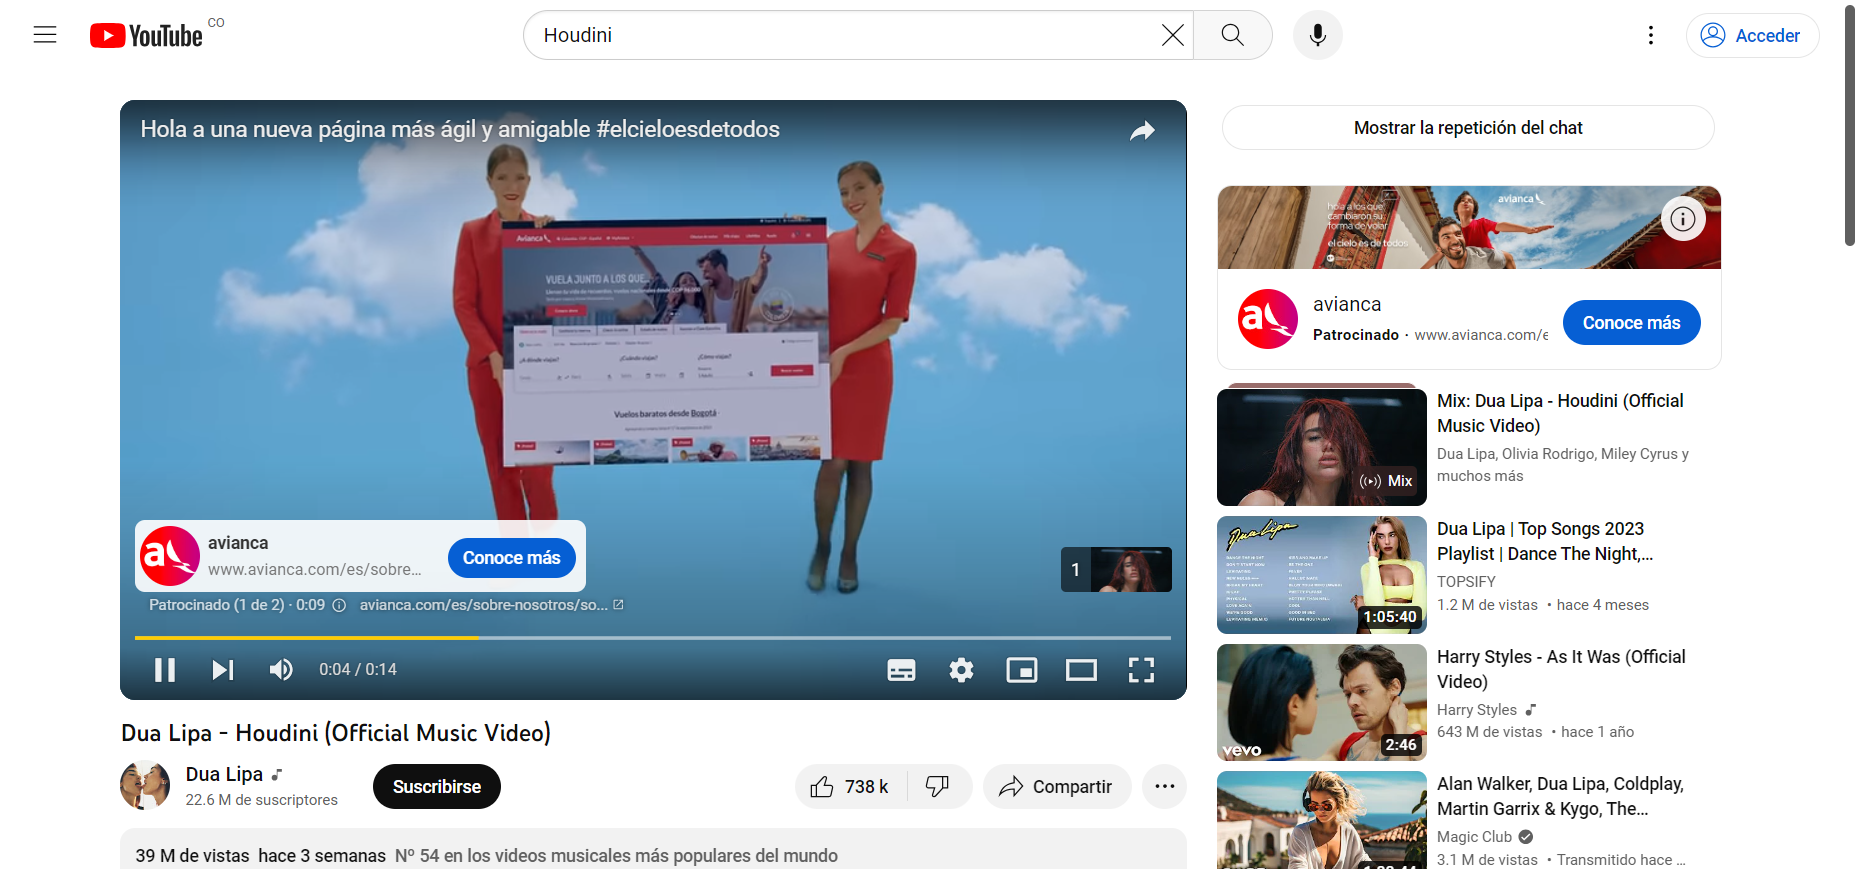 YouTube CO
Houdini
Acceder
Hola a una nueva página más ágil y amigable #elcieloesdetodos
Avianca
VUELA JUNTO A LOS QUE...
¿A dónde viajas?
¿Cuándo viajas?
¿Cómo viajas?
Vuelos baratos desde Bogotá
avianca
www.avianca.com/es/sobre...
Conoce más
1
Patrocinado (1 de 2) · 0:09
avianca.com/es/sobre-nosotros/so...
0:04 / 0:14
Dua Lipa - Houdini (Official Music Video)
Dua Lipa
22.6 M de suscriptores
Suscribirse
738 k
Compartir
39 M de vistas hace 3 semanas Nº 54 en los videos musicales más populares del mundo
Mostrar la repetición del chat
hola a los que
cambiaron su
forma de volar
el cielo es de todos
avianca
avianca
Patrocinado · www.avianca.com/e
Conoce más
Mix
Mix: Dua Lipa - Houdini (Official
Music Video)
Dua Lipa, Olivia Rodrigo, Miley Cyrus y
muchos más
Dua Lipa
1:05:40
Dua Lipa | Top Songs 2023
Playlist | Dance The Night,...
TOPSIFY
1.2 M de vistas • hace 4 meses
vevo
2:46
Harry Styles - As It Was (Official
Video)
Harry Styles
643 M de vistas • hace 1 año
Alan Walker, Dua Lipa, Coldplay,
Martin Garrix & Kygo, The...
Magic Club
3.1 M de vistas • Transmitido hace ...